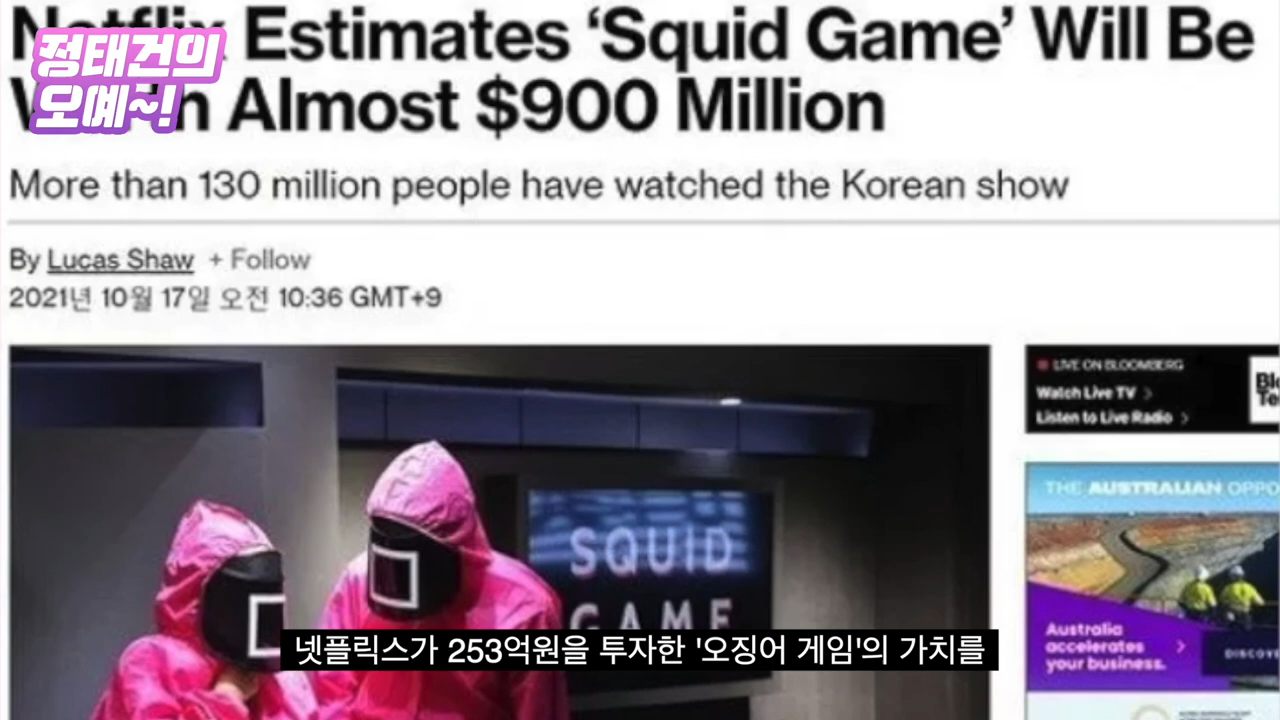 정태건의
오예~!
Estimates ‘Squid Game’ Will Be
Almost $900 Million
More than 130 million people have watched the Korean show
By Lucas Shaw + Follow
2021년 10월 17일 오전 10:36 GMT+9
LIVE ON BLOOMBERG
Watch Live TV >
Listen to Live Radio >
THE AUSTRALIAN OPPO
Australia
accelerates
your business.
DISCOVE
SQUID
GAME
넷플릭스가 253억원을 투자한 '오징어 게임'의 가치를